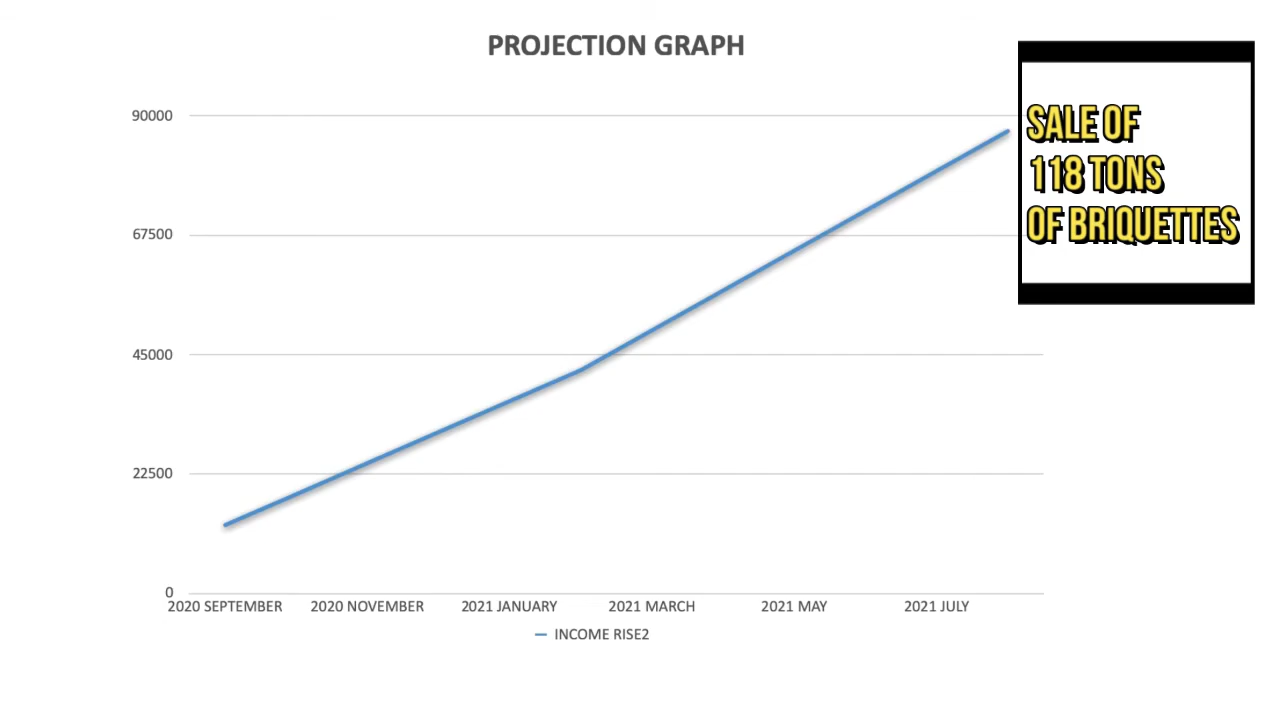 PROJECTION GRAPH
SALE OF
118 TONS
OF BRIQUETTES
90000
67500
45000
22500
0
2020 SEPTEMBER
2020 NOVEMBER
2021 JANUARY
2021 MARCH
2021 MAY
2021 JULY
INCOME RISE2